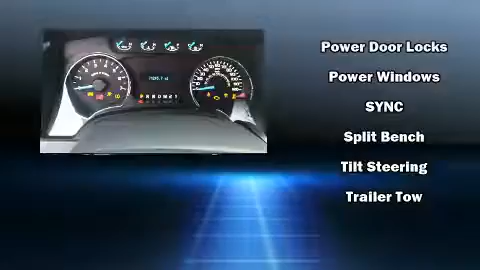 Power Door Locks
Power Windows
SYNC
Split Bench
Tilt Steering
Trailer Tow